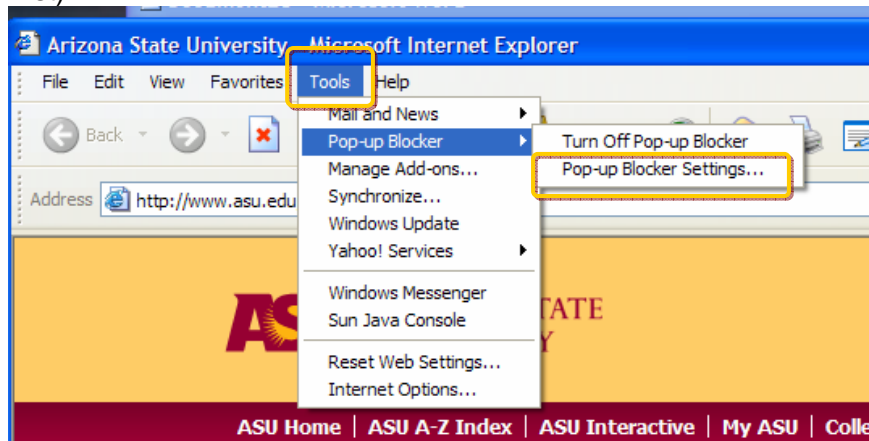 Arizona State University - Microsoft Internet Explorer
File Edit View Favorites Tools Help
Mail and News
Back Pop-up Blocker Turn Off Pop-up Blocker
Manage Add-ons... Pop-up Blocker Settings...
Address http://www.asu.edu Synchronize...
Windows Update
Yahoo! Services
Windows Messenger
AS TATE
Sun Java Console
Y
Reset Web Settings...
Internet Options...
ASU Home | ASU A-Z Index | ASU Interactive | My ASU | Colle